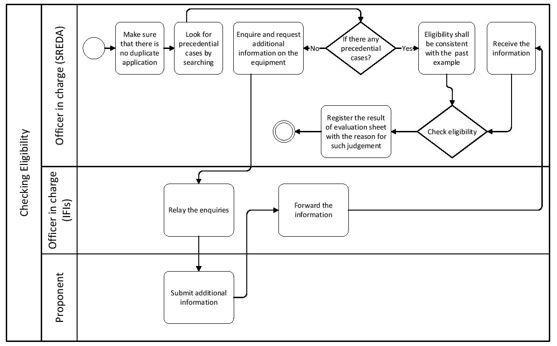 Checking Eligibility
Officer in charge (SREDA)
Make sure
that there is
no duplicate
application
Look for
precedential
cases by
searching
Enquire and request
additional
information on the
equipment
No
If there any
precedential
cases?
Yes
Eligibility shall
be consistent
with the past
example
Receive the
information
Register the result
of evaluation sheet
with the reason for
such judgement
Check eligibility
Officer in charge
(IFIs)
Relay the enquiries
Forward the
information
Proponent
Submit additional
information